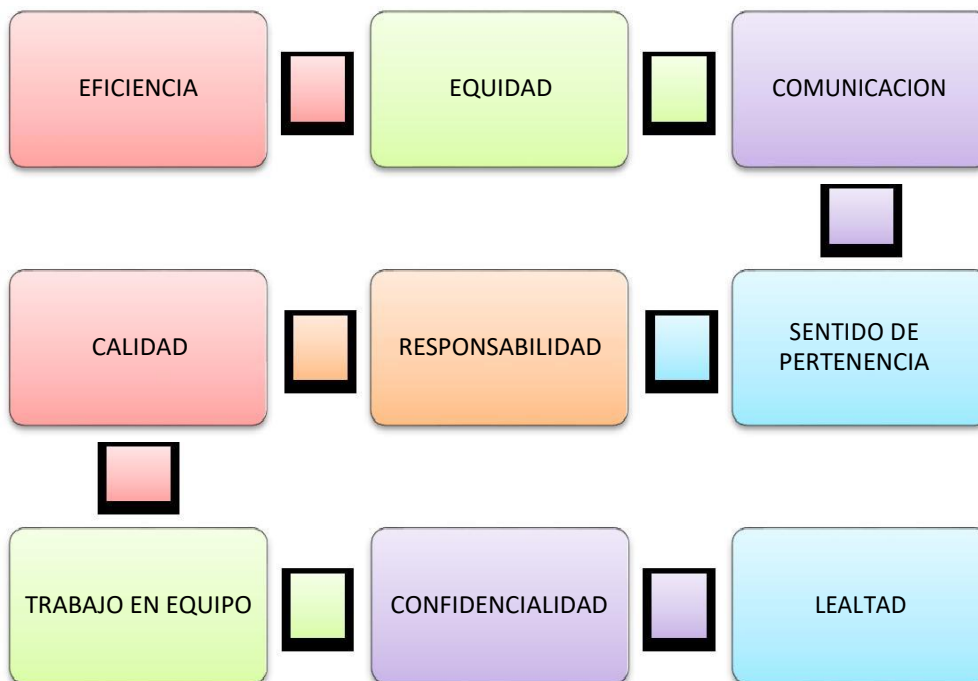 EFICIENCIA
EQUIDAD
COMUNICACION
CALIDAD
RESPONSABILIDAD
SENTIDO DE
PERTENENCIA
TRABAJO EN EQUIPO
CONFIDENCIALIDAD
LEALTAD